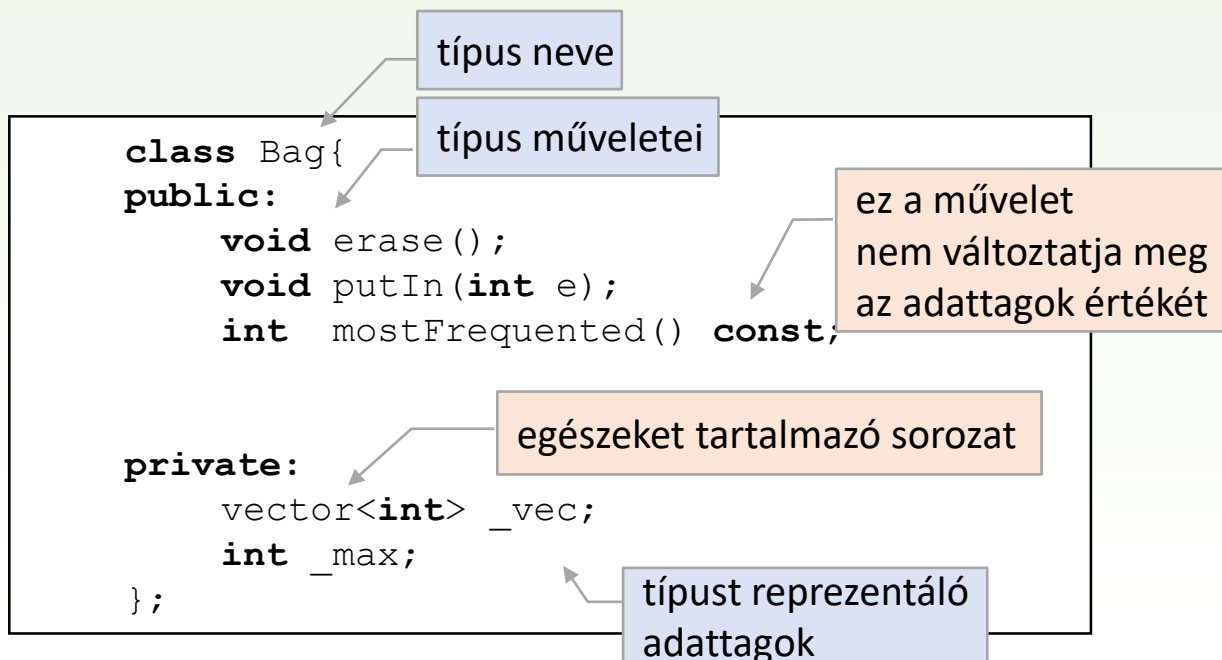 típus neve
típus műveletei
class Bag{
public:
void erase();
void putIn(int e);
int mostFrequented() const;
ez a művelet
nem változtatja meg
az adattagok értékét
egészeket tartalmazó sorozat
private:
vector<int> _vec;
int _max;
};
típust reprezentáló
adattagok